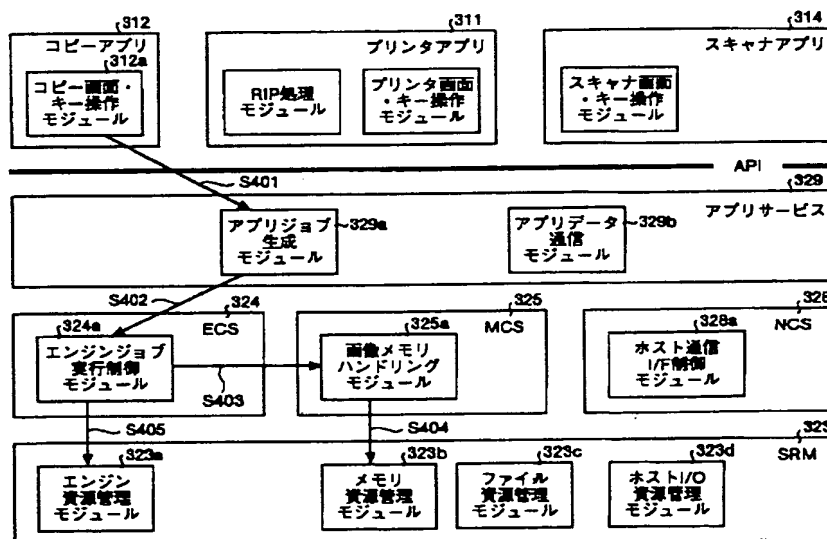 312
コピーアプリ
312a
コピー画面・
キー操作
モジュール
311
プリンタアプリ
RIP処理
モジュール
プリンタ画面
・キー操作
モジュール
314
スキャナアプリ
スキャナ画面
・キー操作
モジュール
API
S401
329
アプリサービス
アプリジョブ
生成
モジュール
329a
アプリデータ
通信
モジュール
329b
S402
324
ECS
324a
エンジンジョブ
実行制御
モジュール
S403
325
MCS
325a
画像メモリ
ハンドリング
モジュール
328
NCS
328a
ホスト通信
I/F制御
モジュール
S405
S404
323
SRM
323a
エンジン
資源管理
モジュール
323b
メモリ
資源管理
モジュール
323c
ファイル
資源管理
モジュール
323d
ホストI/O
資源管理
モジュール